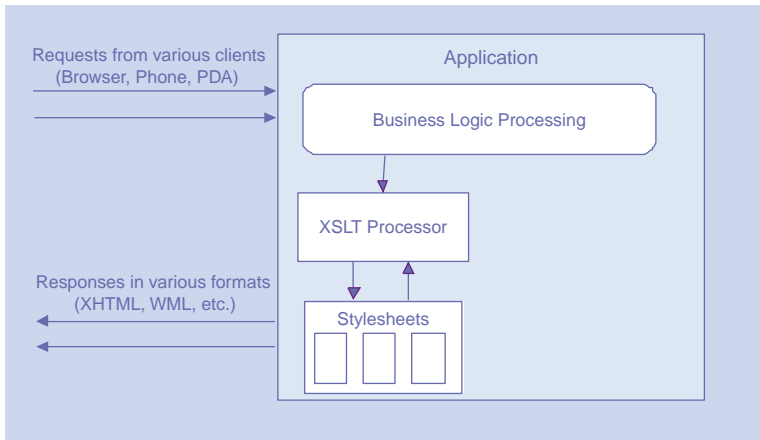 Requests from various clients
(Browser, Phone, PDA)
Application
Business Logic Processing
XSLT Processor
Responses in various formats
(XHTML, WML, etc.)
Stylesheets